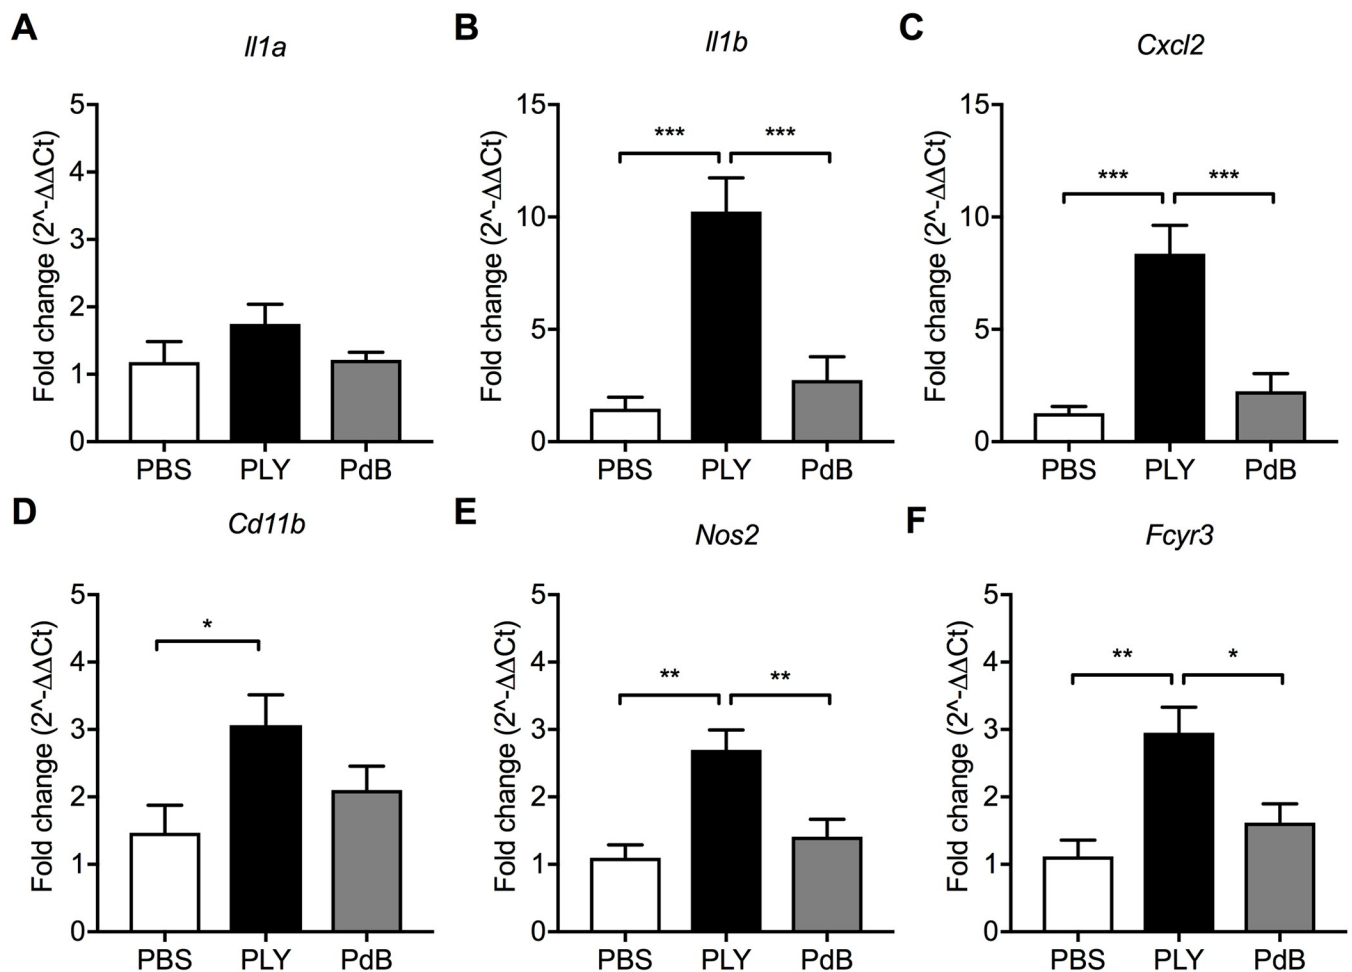 A
Il1a
Fold change (2^-ΔΔCt)
5
4
3
2
1
0
PBS PLY PdB
B
Il1b
Fold change (2^-ΔΔCt)
15
10
5
0
***
***
PBS PLY PdB
C
Cxcl2
Fold change (2^-ΔΔCt)
15
10
5
0
***
***
PBS PLY PdB
D
Cd11b
Fold change (2^-ΔΔCt)
5
4
3
2
1
0
*
PBS PLY PdB
E
Nos2
Fold change (2^-ΔΔCt)
5
4
3
2
1
0
**
**
PBS PLY PdB
F
Fcyr3
Fold change (2^-ΔΔCt)
5
4
3
2
1
0
**
*
PBS PLY PdB